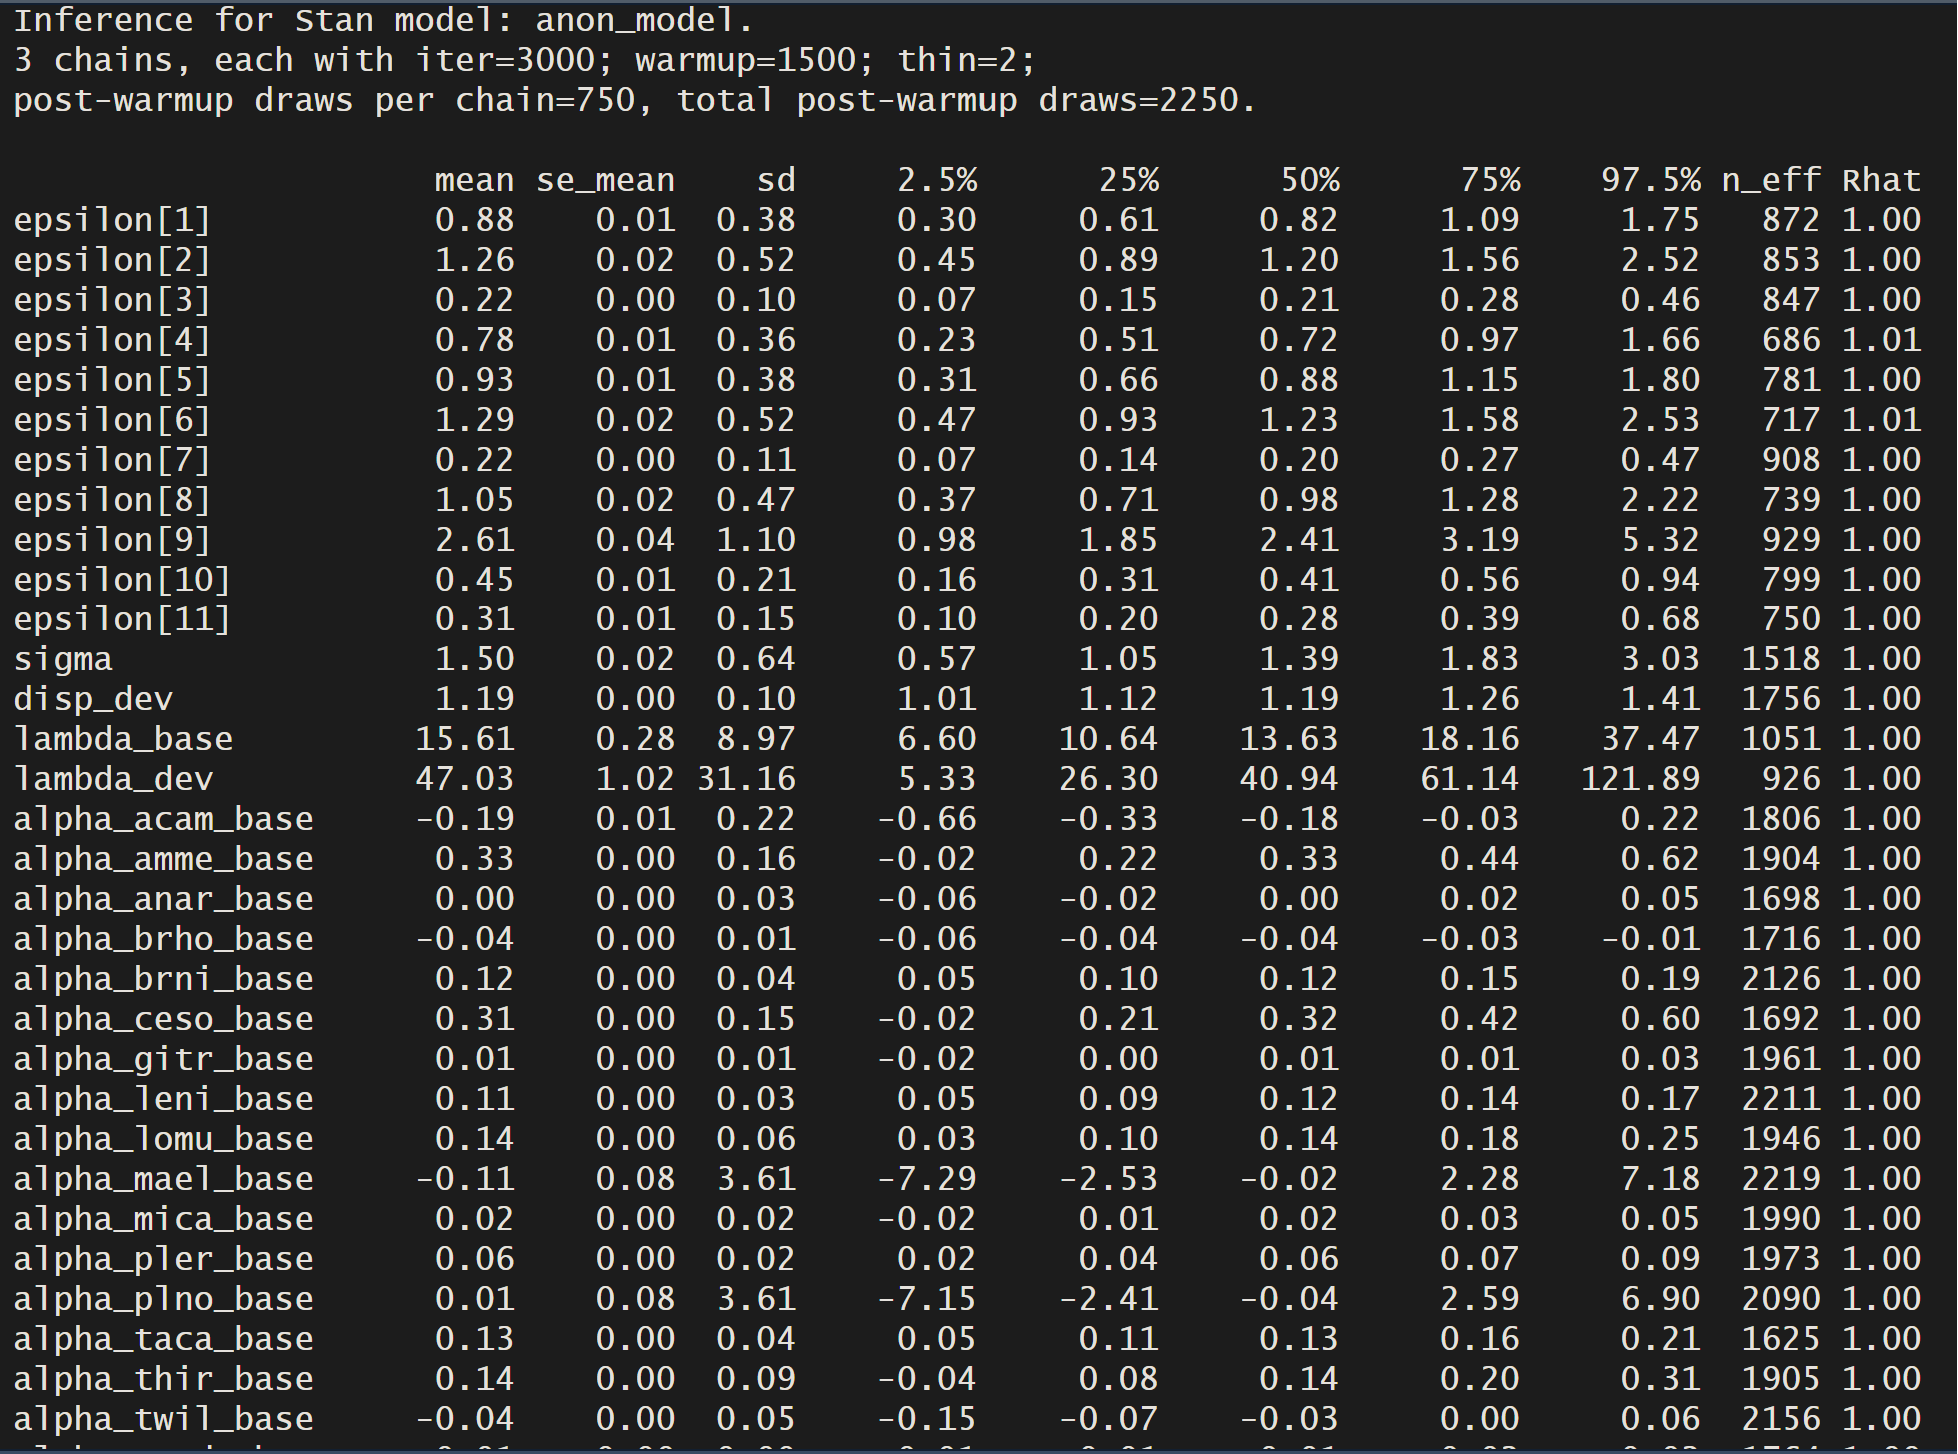 Inference for Stan model: anon_model.
3 chains, each with iter=3000; warmup=1500; thin=2;
post-warmup draws per chain=750, total post-warmup draws=2250.
mean se_mean sd 2.5% 25% 50% 75% 97.5% n_eff Rhat
epsilon[1] 0.88 0.01 0.38 0.30 0.61 0.82 1.09 1.75 872 1.00
epsilon[2] 1.26 0.02 0.52 0.45 0.89 1.20 1.56 2.52 853 1.00
epsilon[3] 0.22 0.00 0.10 0.07 0.15 0.21 0.28 0.46 847 1.00
epsilon[4] 0.78 0.01 0.36 0.23 0.51 0.72 0.97 1.66 686 1.01
epsilon[5] 0.93 0.01 0.38 0.31 0.66 0.88 1.15 1.80 781 1.00
epsilon[6] 1.29 0.02 0.52 0.47 0.93 1.23 1.58 2.53 717 1.01
epsilon[7] 0.22 0.00 0.11 0.07 0.14 0.20 0.27 0.47 908 1.00
epsilon[8] 1.05 0.02 0.47 0.37 0.71 0.98 1.28 2.22 739 1.00
epsilon[9] 2.61 0.04 1.10 0.98 1.85 2.41 3.19 5.32 929 1.00
epsilon[10] 0.45 0.01 0.21 0.16 0.31 0.41 0.56 0.94 799 1.00
epsilon[11] 0.31 0.01 0.15 0.10 0.20 0.28 0.39 0.68 750 1.00
sigma 1.50 0.02 0.64 0.57 1.05 1.39 1.83 3.03 1518 1.00
disp_dev 1.19 0.00 0.10 1.01 1.12 1.19 1.26 1.41 1756 1.00
lambda_base 15.61 0.28 8.97 6.60 10.64 13.63 18.16 37.47 1051 1.00
lambda_dev 47.03 1.02 31.16 5.33 26.30 40.94 61.14 121.89 926 1.00
alpha_acam_base -0.19 0.01 0.22 -0.66 -0.33 -0.18 -0.03 0.22 1806 1.00
alpha_amme_base 0.33 0.00 0.16 -0.02 0.22 0.33 0.44 0.62 1904 1.00
alpha_anar_base 0.00 0.00 0.03 -0.06 -0.02 0.00 0.02 0.05 1698 1.00
alpha_brho_base -0.04 0.00 0.01 -0.06 -0.04 -0.04 -0.03 -0.01 1716 1.00
alpha_brni_base 0.12 0.00 0.04 0.05 0.10 0.12 0.15 0.19 2126 1.00
alpha_ceso_base 0.31 0.00 0.15 -0.02 0.21 0.32 0.42 0.60 1692 1.00
alpha_gitr_base 0.01 0.00 0.01 -0.02 0.00 0.01 0.01 0.03 1961 1.00
alpha_leni_base 0.11 0.00 0.03 0.05 0.09 0.12 0.14 0.17 2211 1.00
alpha_lomu_base 0.14 0.00 0.06 0.03 0.10 0.14 0.18 0.25 1946 1.00
alpha_mael_base -0.11 0.08 3.61 -7.29 -2.53 -0.02 2.28 7.18 2219 1.00
alpha_mica_base 0.02 0.00 0.02 -0.02 0.01 0.02 0.03 0.05 1990 1.00
alpha_pler_base 0.06 0.00 0.02 0.02 0.04 0.06 0.07 0.09 1973 1.00
alpha_plno_base 0.01 0.08 3.61 -7.15 -2.41 -0.04 2.59 6.90 2090 1.00
alpha_taca_base 0.13 0.00 0.04 0.05 0.11 0.13 0.16 0.21 1625 1.00
alpha_thir_base 0.14 0.00 0.09 -0.04 0.08 0.14 0.20 0.31 1905 1.00
alpha_twil_base -0.04 0.00 0.05 -0.15 -0.07 -0.03 0.00 0.06 2156 1.00